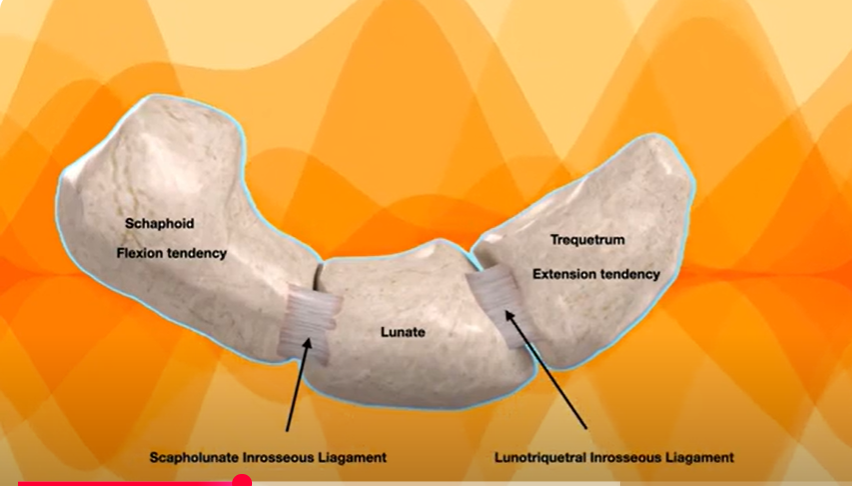 Schaphoid
Flexion tendency
Trequetrum
Extension tendency
Lunate
Scapholunate Inrosseous Liagament
Lunotriquetral Inrosseous Liagament